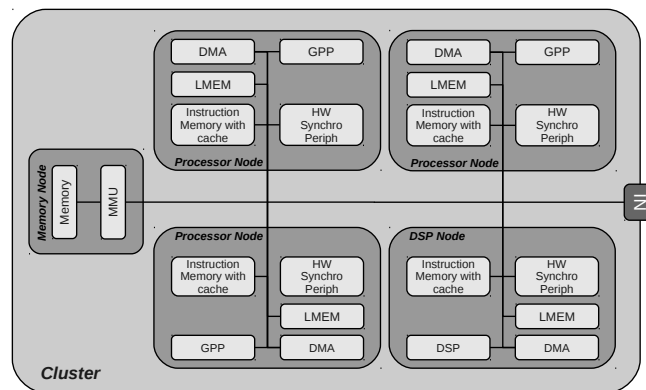 DMA
GPP
LMEM
Instruction
Memory with
cache
HW
Synchro
Periph
Processor Node
DMA
GPP
LMEM
Instruction
Memory with
cache
HW
Synchro
Periph
Processor Node
Memory Node
Memory
MMU
NI
Processor Node
Instruction
Memory with
cache
HW
Synchro
Periph
LMEM
GPP
DMA
DSP Node
Instruction
Memory with
cache
HW
Synchro
Periph
LMEM
DSP
DMA
Cluster